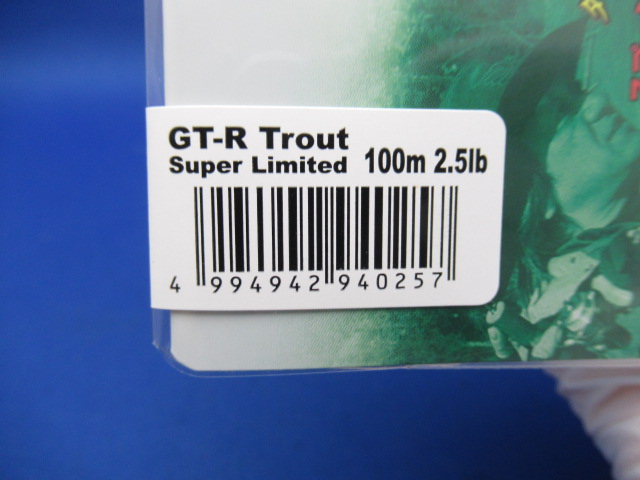 GT-R Trout
Super Limited 100m 2.5lb
4 994942 940257